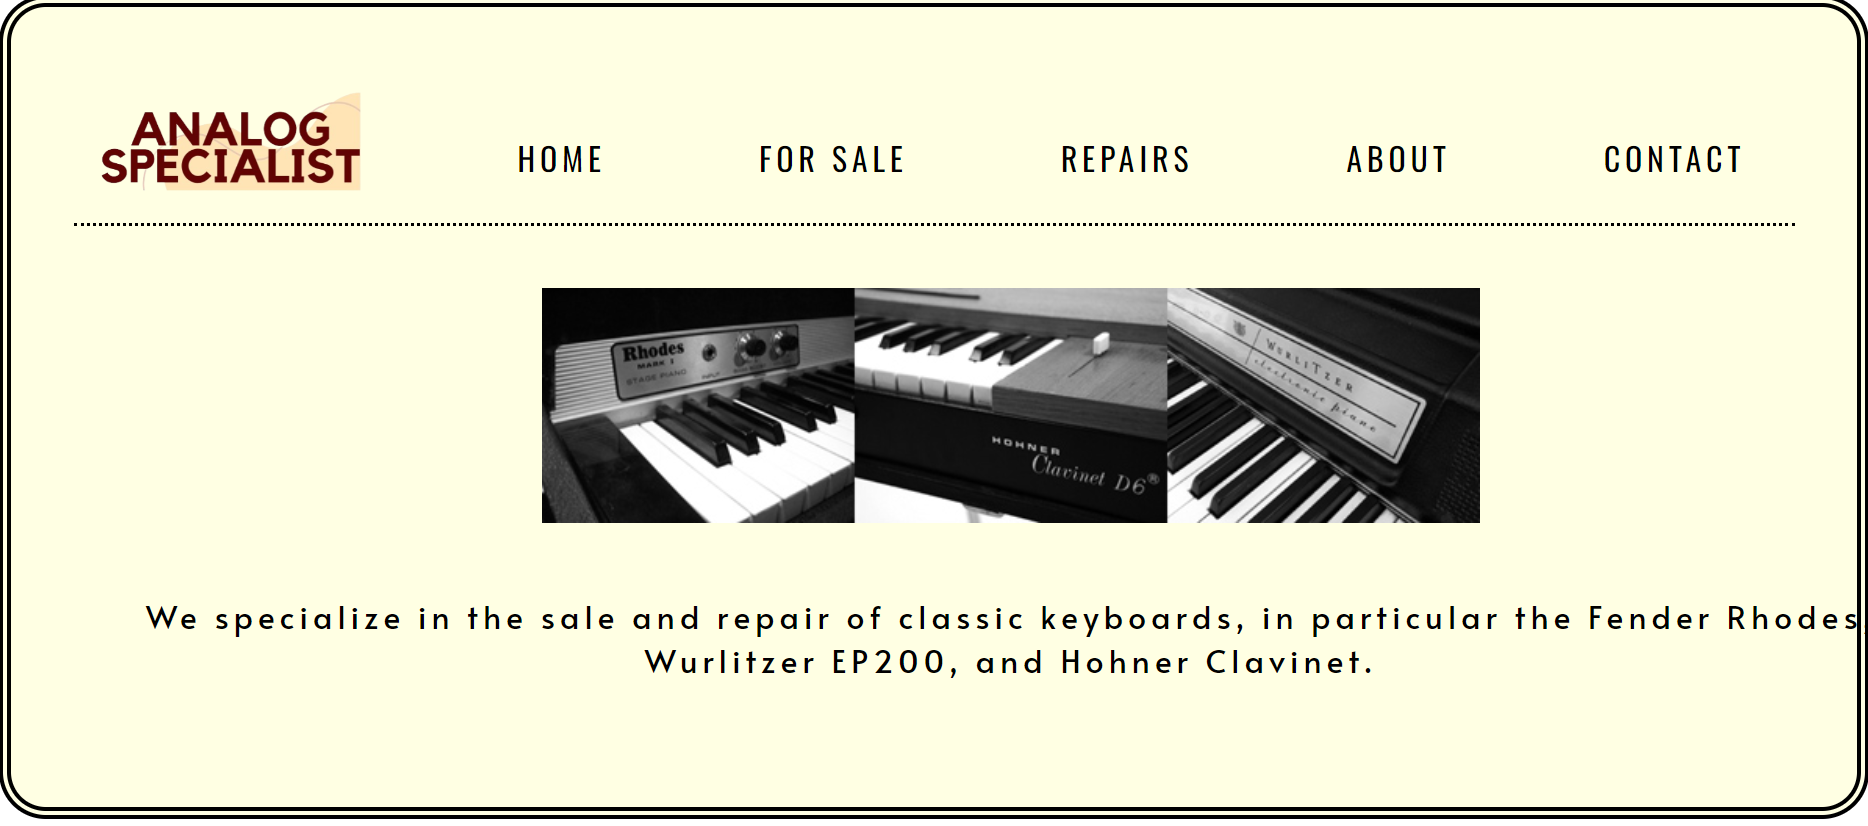 ANALOG
SPECIALIST
HOME FOR SALE REPAIRS ABOUT CONTACT
Rhodes
MARK I
STAGE PIANO
INPUT
HOHNER
Clavinet D6®
WURLITZER
electronic piano
We specialize in the sale and repair of classic keyboards, in particular the Fender Rhodes,
Wurlitzer EP200, and Hohner Clavinet.